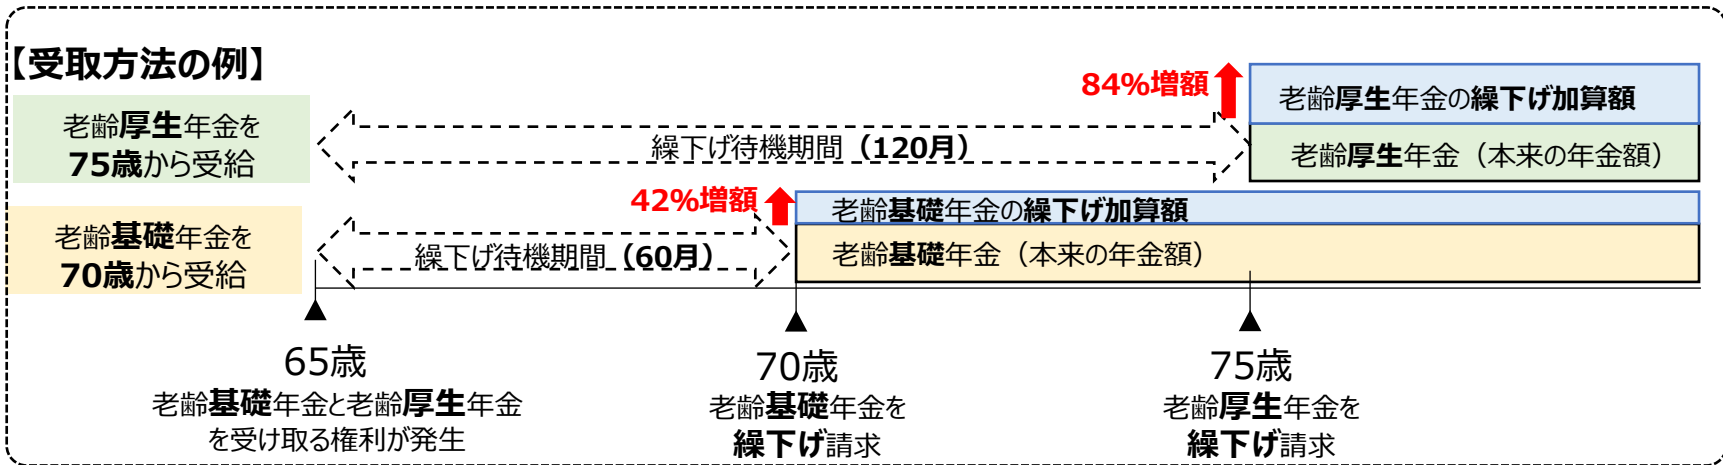 【受取方法の例】
老齢厚生年金を
75歳から受給
繰下げ待機期間（120月）
84%増額
老齢厚生年金の繰下げ加算額
老齢厚生年金（本来の年金額）
老齢基礎年金を
70歳から受給
繰下げ待機期間（60月）
42%増額
老齢基礎年金の繰下げ加算額
老齢基礎年金（本来の年金額）
65歳
老齢基礎年金と老齢厚生年金
を受け取る権利が発生
70歳
老齢基礎年金を
繰下げ請求
75歳
老齢厚生年金を
繰下げ請求